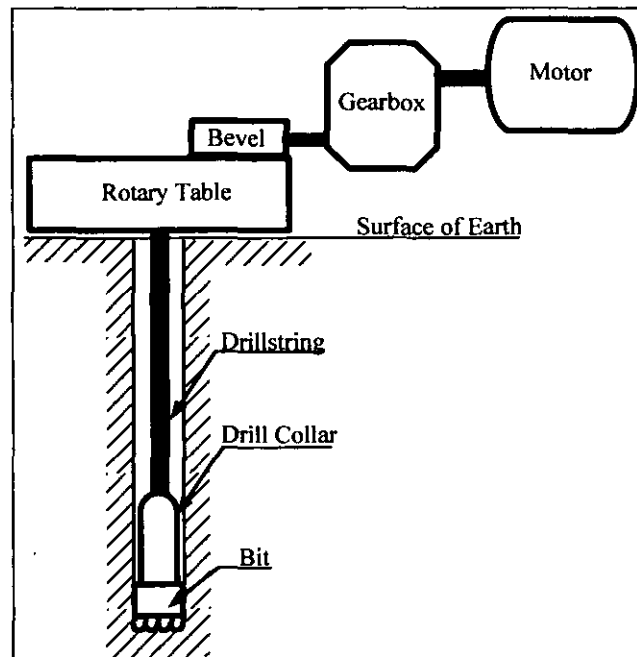 Motor
Gearbox
Bevel
Rotary Table
Surface of Earth
Drillstring
Drill Collar
Bit